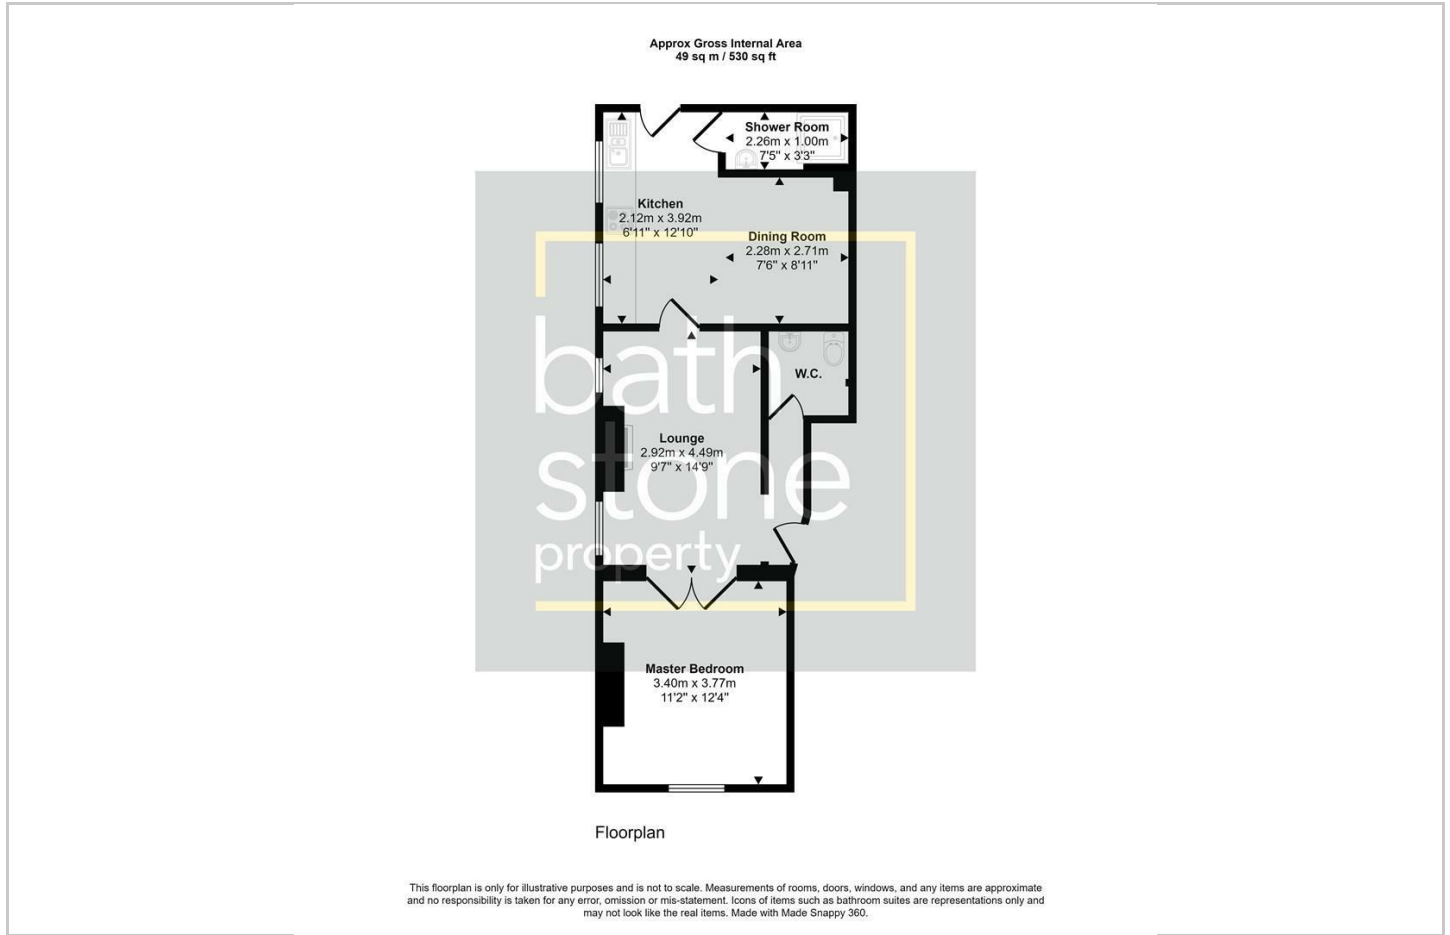 Approx Gross Internal Area
49 sq m / 530 sq ft
Shower Room
2.26m x 1.00m
7'5" x 3'3"
Kitchen
2.12m x 3.92m
6'11" x 12'10"
Dining Room
2.28m x 2.71m
7'6" x 8'11"
bath
stone
property
W.C.
Lounge
2.92m x 4.49m
9'7" x 14'9"
Master Bedroom
3.40m x 3.77m
11'2" x 12'4"
Floorplan
This floorplan is only for illustrative purposes and is not to scale. Measurements of rooms, doors, windows, and any items are approximate
and no responsibility is taken for any error, omission or mis-statement. Icons of items such as bathroom suites are representations only and
may not look like the real items. Made with Made Snappy 360.